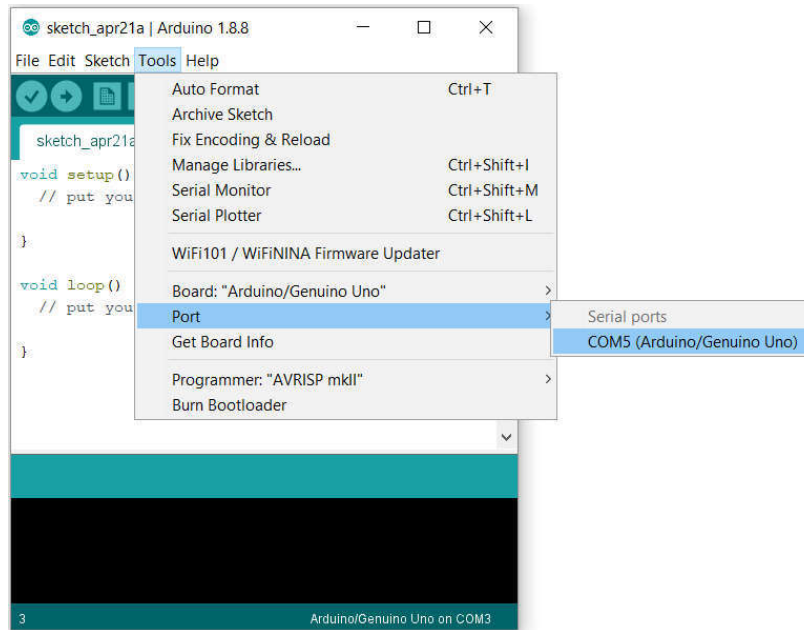 sketch_apr21a | Arduino 1.8.8
File Edit Sketch Tools Help
sketch_apr21a
void setup()
// put you
}
void loop()
// put you
}
Auto Format Ctrl+T
Archive Sketch
Fix Encoding & Reload
Manage Libraries... Ctrl+Shift+I
Serial Monitor Ctrl+Shift+M
Serial Plotter Ctrl+Shift+L
WiFi101 / WiFiNINA Firmware Updater
Board: "Arduino/Genuino Uno"
Port
Get Board Info
Programmer: "AVRISP mkII"
Burn Bootloader
Serial ports
COM5 (Arduino/Genuino Uno)
3 Arduino/Genuino Uno on COM3